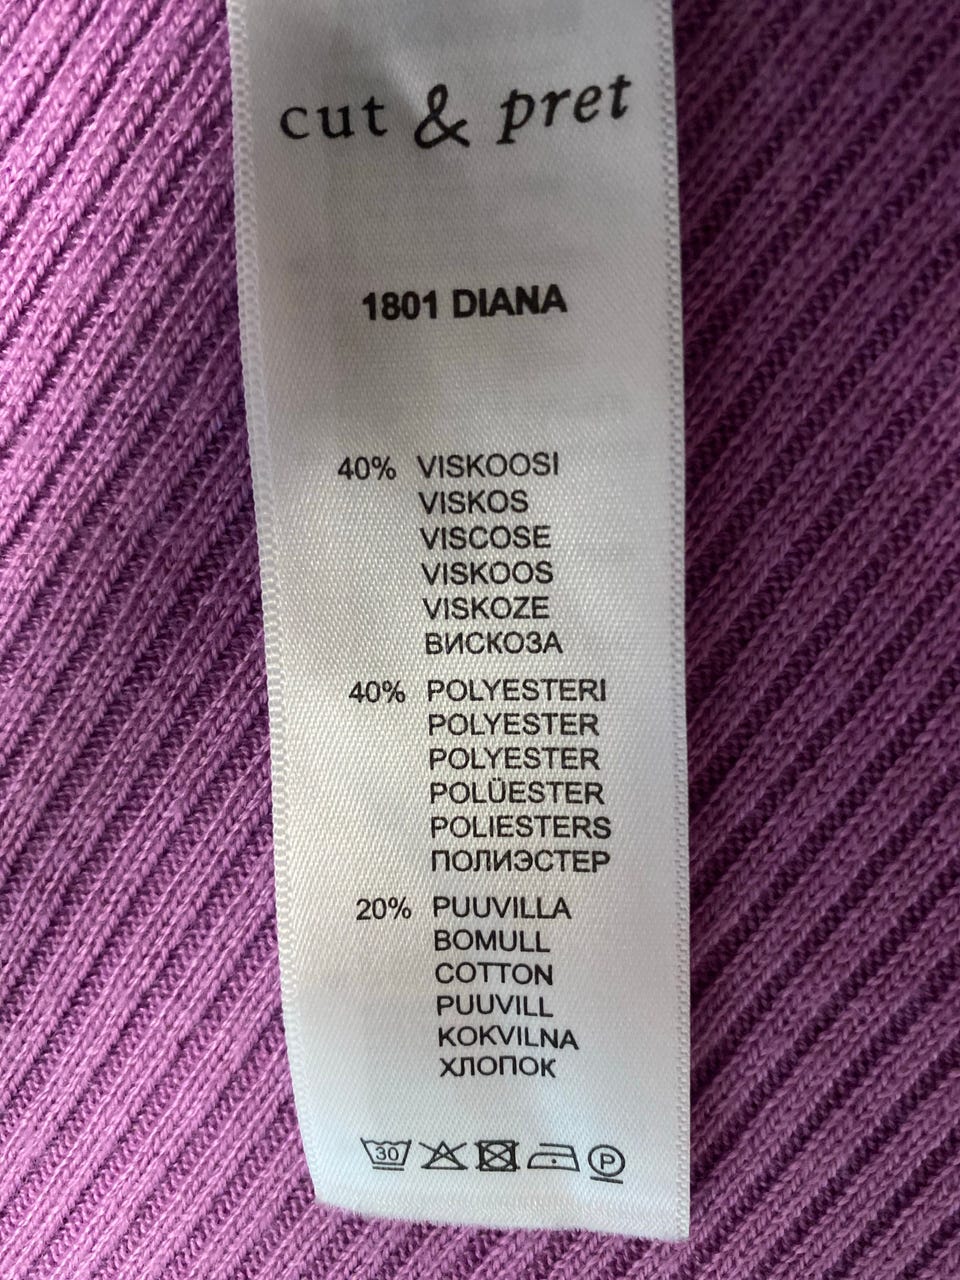 cut & pret
1801 DIANA
40% VISKOOSI
VISKOS
VISCOSE
VISKOOS
VISKOZE
ВИСКОЗА
40% POLYESTERI
POLYESTER
POLYESTER
POLÜESTER
POLIESTERS
ПОЛИЭСТЕР
20% PUUVILLA
BOMULL
COTTON
PUUVILL
KOKVILNA
ХЛОПОК
30 P